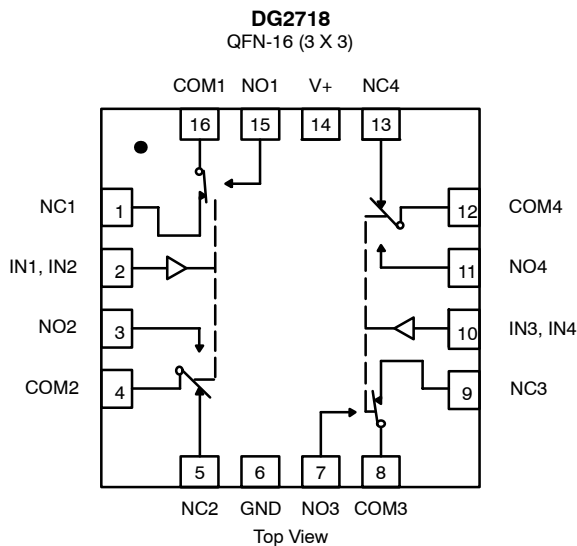 DG2718
QFN-16 (3 X 3)
COM1 NO1 V+ NC4
16 15 14 13
NC1 1 12 COM4
IN1, IN2 2 11 NO4
NO2 3 10 IN3, IN4
COM2 4 9 NC3
5 6 7 8
NC2 GND NO3 COM3
Top View